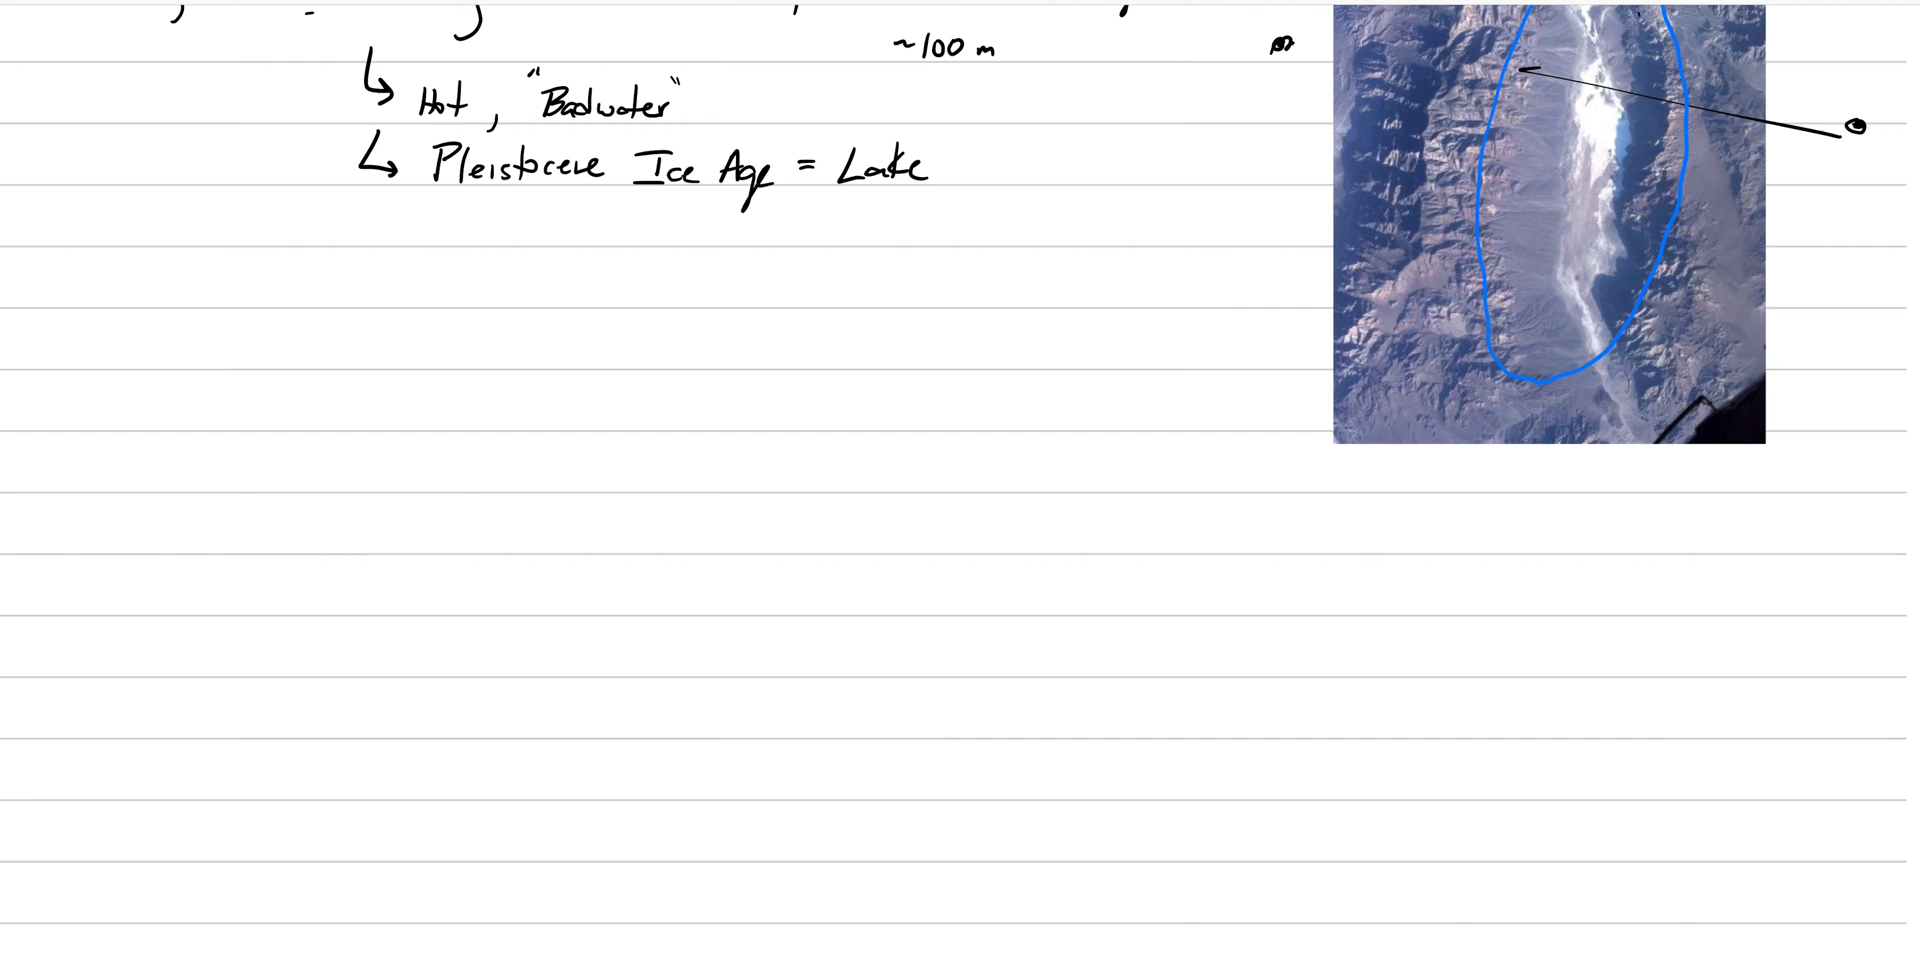 ~100 m
Hot, "Badwater"
Pleistocene Ice Age = Lake